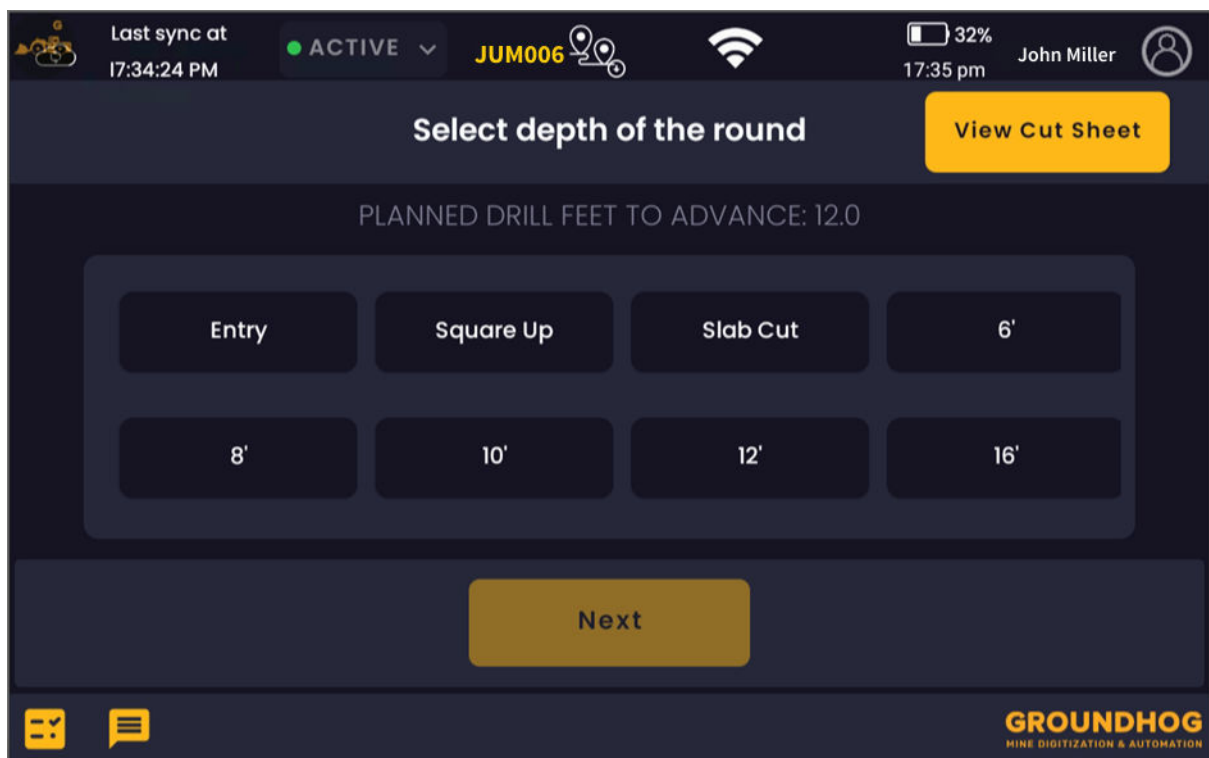 G
Last sync at
17:34:24 PM
ACTIVE
JUM006
32%
17:35 pm
John Miller
Select depth of the round
View Cut Sheet
PLANNED DRILL FEET TO ADVANCE: 12.0
Entry
Square Up
Slab Cut
6'
8'
10'
12'
16'
Next
GROUNDHOG
MINE DIGITIZATION & AUTOMATION